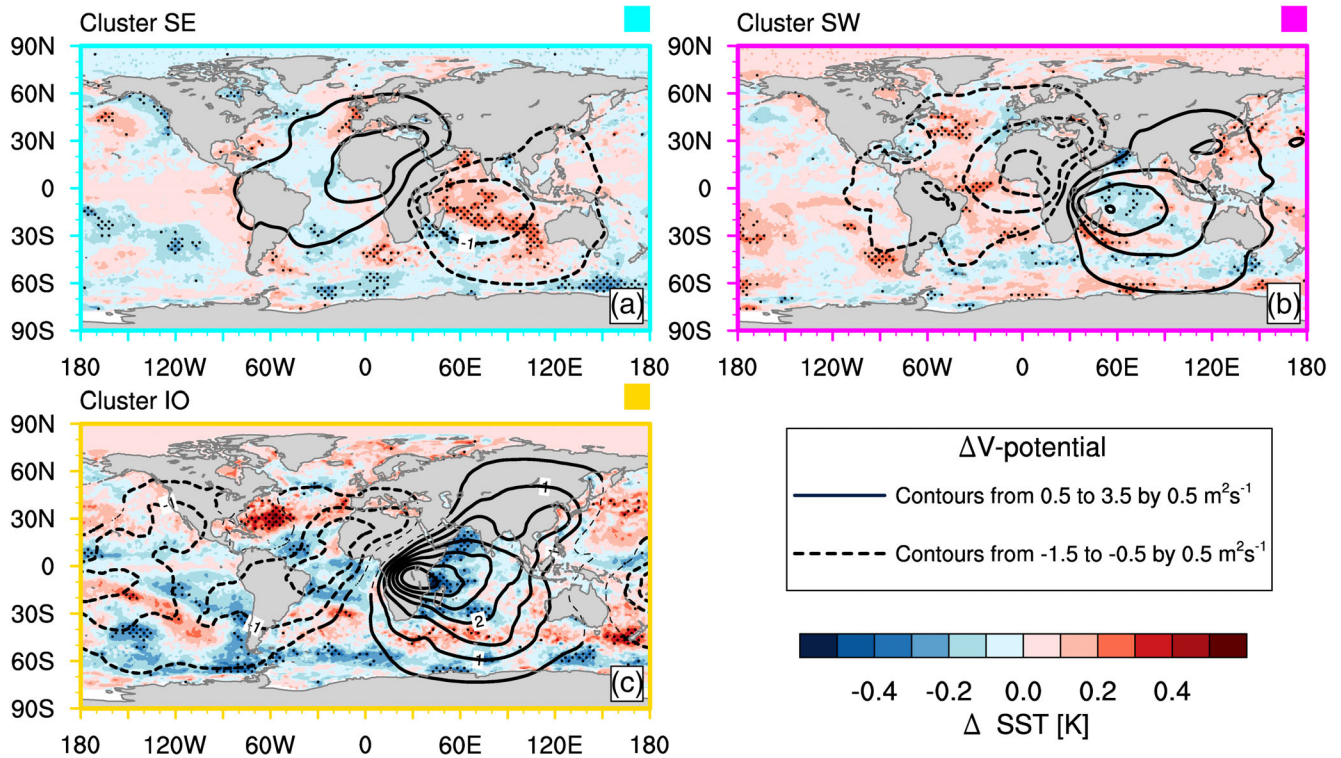 Cluster SE
Cluster SW
90N
60N
30N
0
30S
60S
90S
-1
(a)
90N
60N
30N
0
30S
60S
90S
(b)
180
120W
60W
0
60E
120E
180
180
120W
60W
0
60E
120E
180
Cluster IO
90N
60N
30N
0
30S
60S
90S
-1
1
-1
2
1
(c)
180
120W
60W
0
60E
120E
180
ΔV-potential
Contours from 0.5 to 3.5 by 0.5 m²s⁻¹
Contours from -1.5 to -0.5 by 0.5 m²s⁻¹
-0.4
-0.2
0.0
0.2
0.4
Δ SST [K]